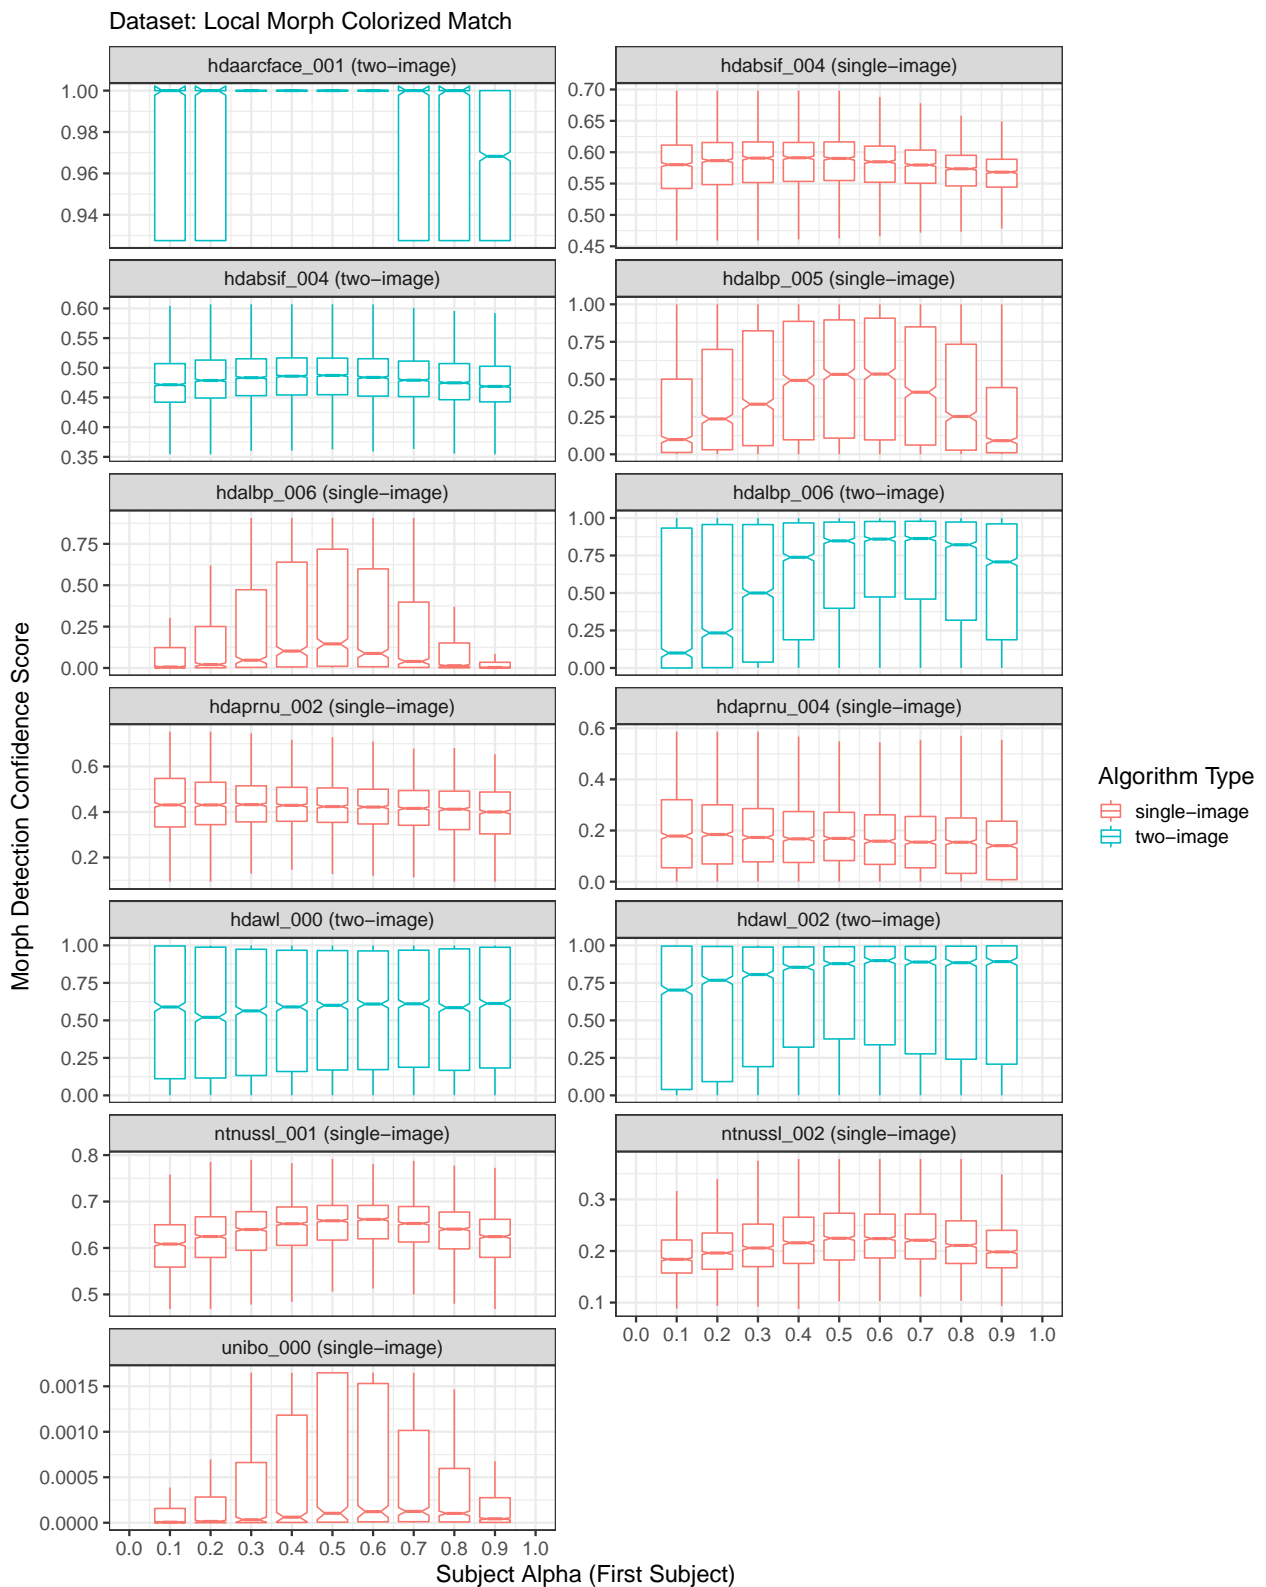 Dataset: Local Morph Colorized Match
hdaarcface_001 (two−image)
hdabsif_004 (single−image)
1.00
0.98
0.96
0.94
0.70
0.65
0.60
0.55
0.50
0.45
hdabsif_004 (two−image)
hdalbp_005 (single−image)
0.60
0.55
0.50
0.45
0.40
0.35
1.00
0.75
0.50
0.25
0.00
hdalbp_006 (single−image)
hdalbp_006 (two−image)
0.75
0.50
0.25
0.00
1.00
0.75
0.50
0.25
0.00
hdaprnu_002 (single−image)
hdaprnu_004 (single−image)
0.6
0.4
0.2
0.6
0.4
0.2
0.0
hdawl_000 (two−image)
hdawl_002 (two−image)
1.00
0.75
0.50
0.25
0.00
1.00
0.75
0.50
0.25
0.00
ntnussl_001 (single−image)
ntnussl_002 (single−image)
0.8
0.7
0.6
0.5
0.3
0.2
0.1
0.0 0.1 0.2 0.3 0.4 0.5 0.6 0.7 0.8 0.9 1.0
unibo_000 (single−image)
0.0015
0.0010
0.0005
0.0000
0.0 0.1 0.2 0.3 0.4 0.5 0.6 0.7 0.8 0.9 1.0
Subject Alpha (First Subject)
Morph Detection Confidence Score
Algorithm Type
single−image
two−image